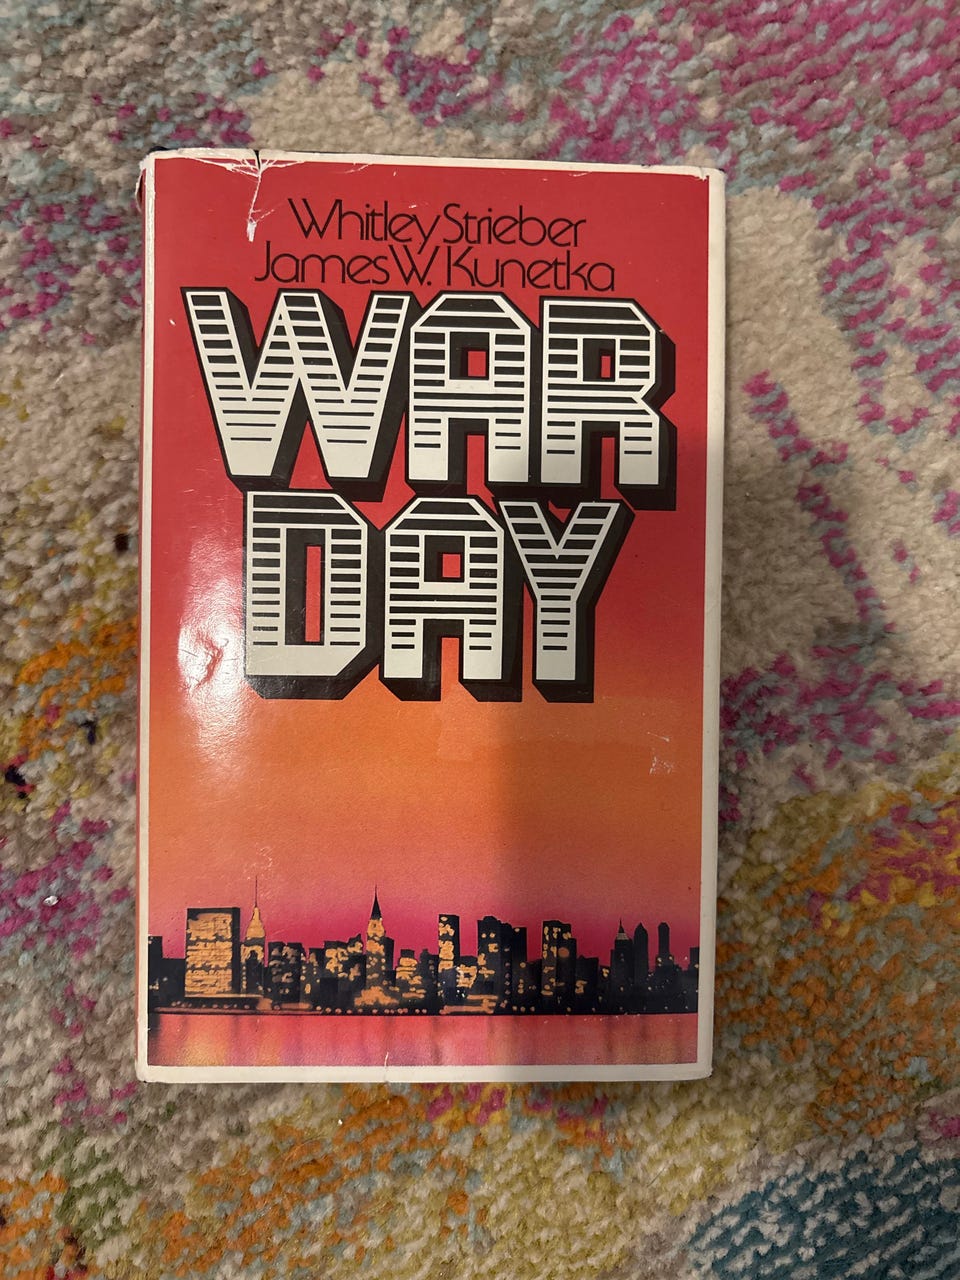 Whitley Strieber
James W. Kunetka
WAR
DAY